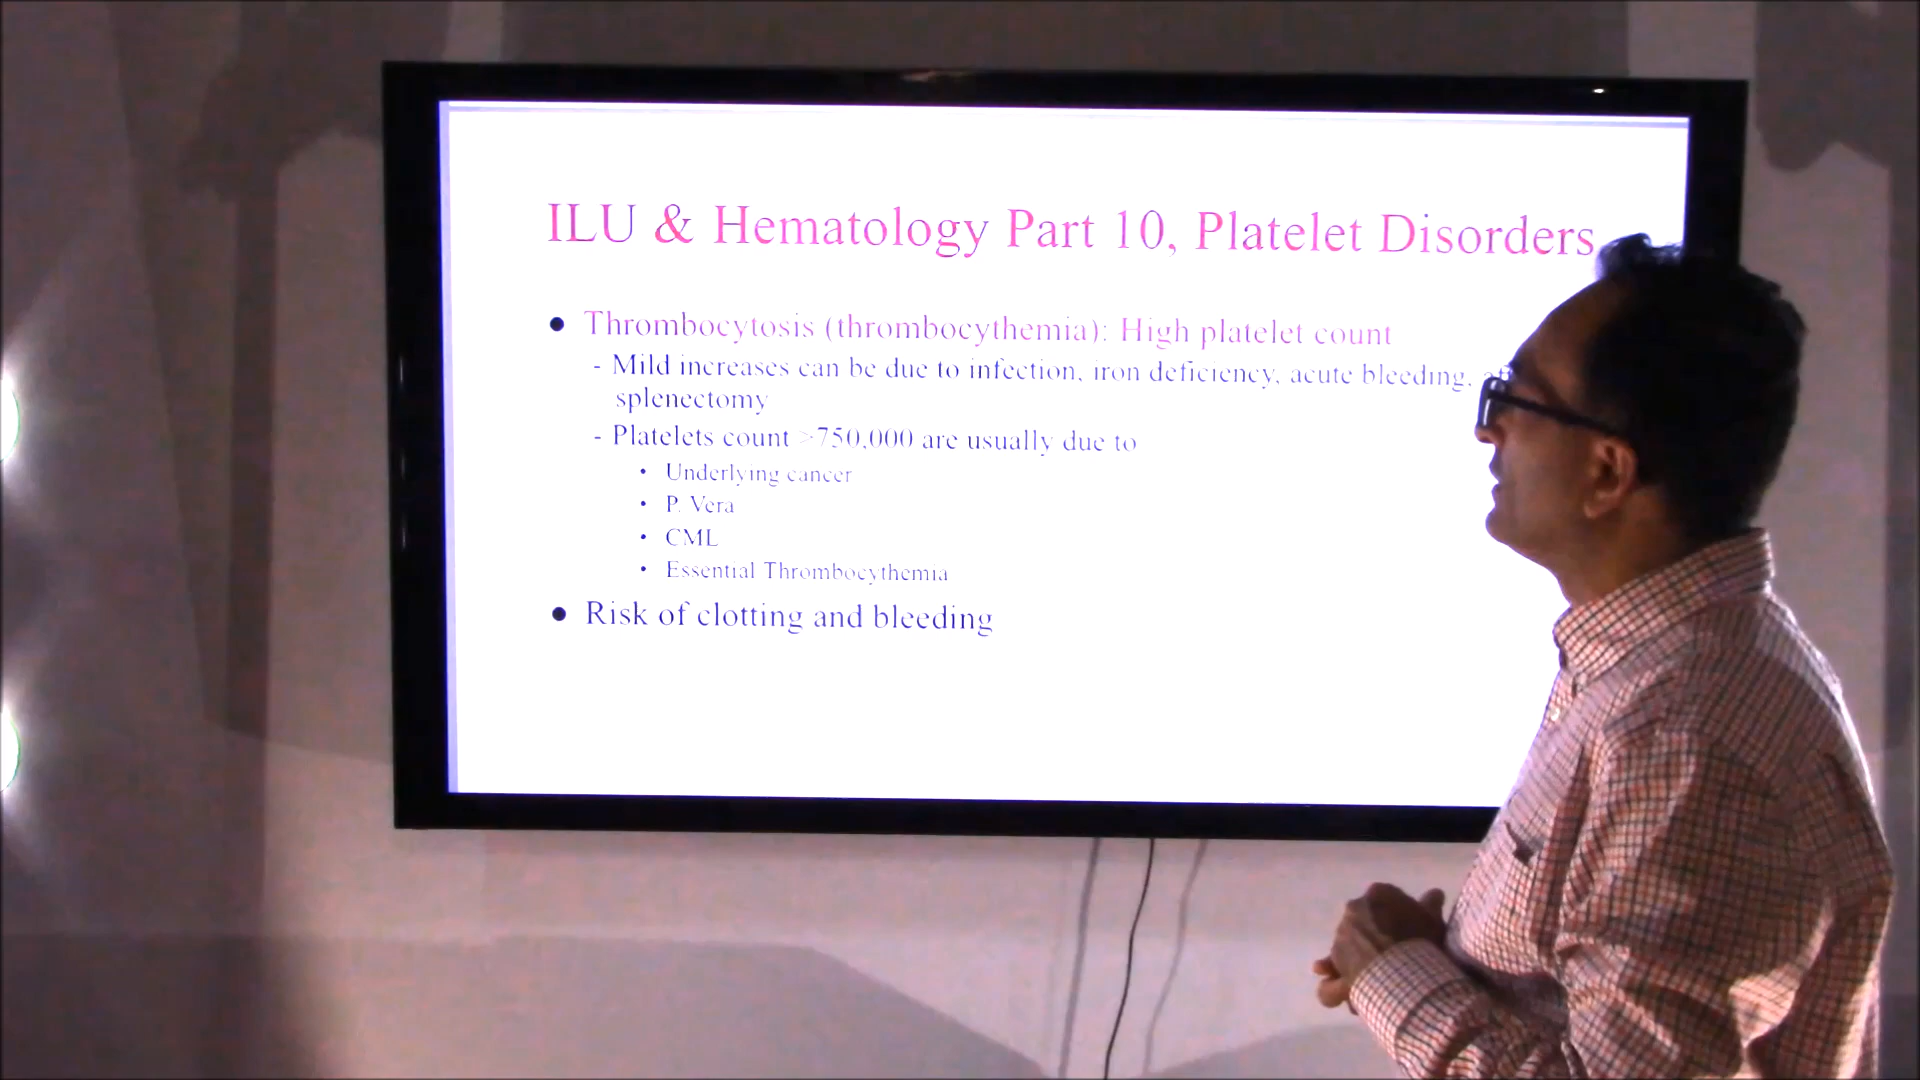 ILU & Hematology Part 10, Platelet Disorders
● Thrombocytosis (thrombocythemia): High platelet count
- Mild increases can be due to infection, iron deficiency, acute bleeding,
splenectomy
- Platelets count >750,000 are usually due to
• Underlying cancer
• P. Vera
• CML
• Essential Thrombocythemia
● Risk of clotting and bleeding